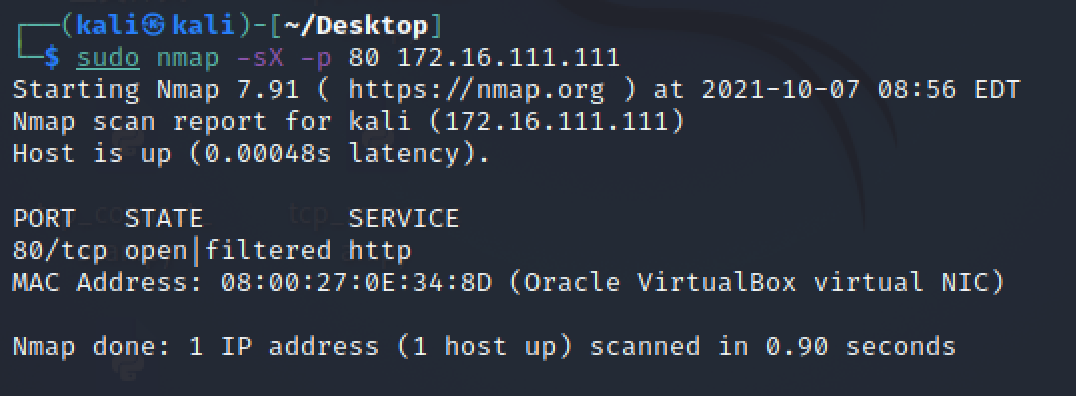 ┌──(kali㉿kali)-[~/Desktop]
└─$ sudo nmap -sX -p 80 172.16.111.111
Starting Nmap 7.91 ( https://nmap.org ) at 2021-10-07 08:56 EDT
Nmap scan report for kali (172.16.111.111)
Host is up (0.00048s latency).
PORT   STATE         SERVICE
80/tcp open|filtered http
MAC Address: 08:00:27:0E:34:8D (Oracle VirtualBox virtual NIC)
Nmap done: 1 IP address (1 host up) scanned in 0.90 seconds